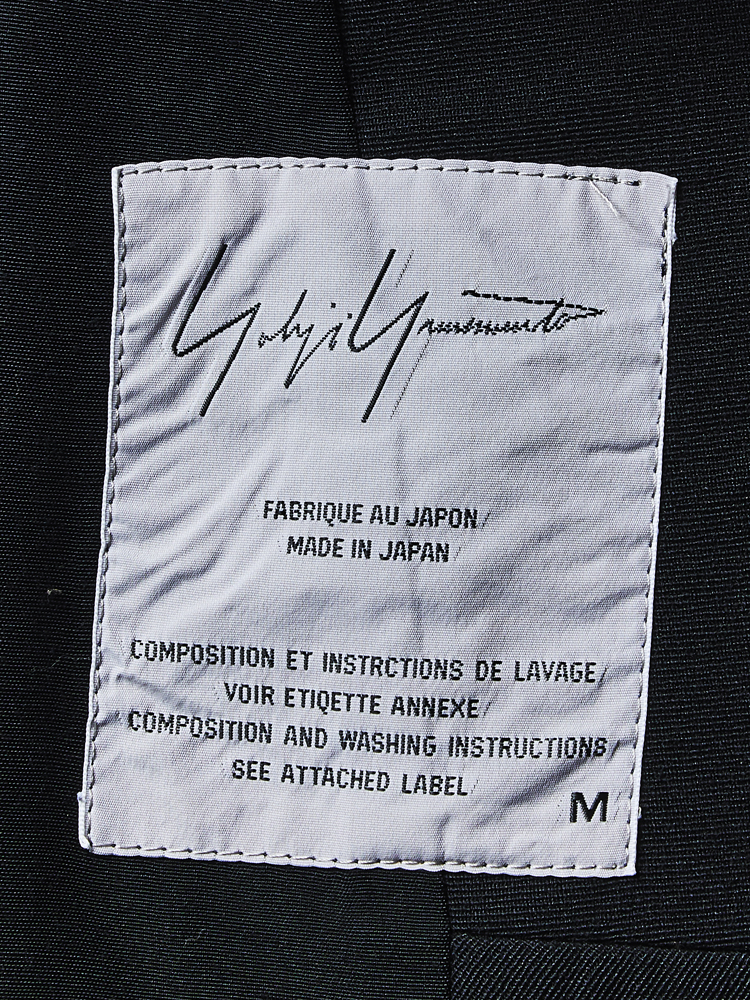 Yohji Yamamoto
FABRIQUE AU JAPON
MADE IN JAPAN
COMPOSITION ET INSTRCTIONS DE LAVAGE
VOIR ETIQETTE ANNEXE
COMPOSITION AND WASHING INSTRUCTIONS
SEE ATTACHED LABEL
M